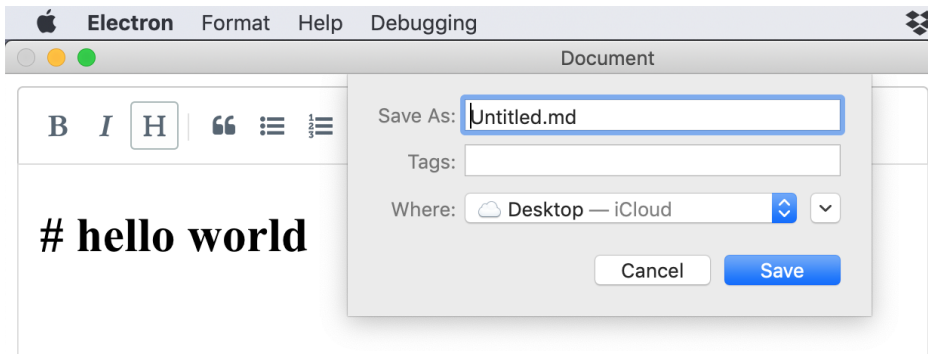 Electron Format Help Debugging
Document
B I H
Save As: Untitled.md
Tags:
Where: Desktop — iCloud
Cancel Save
# hello world